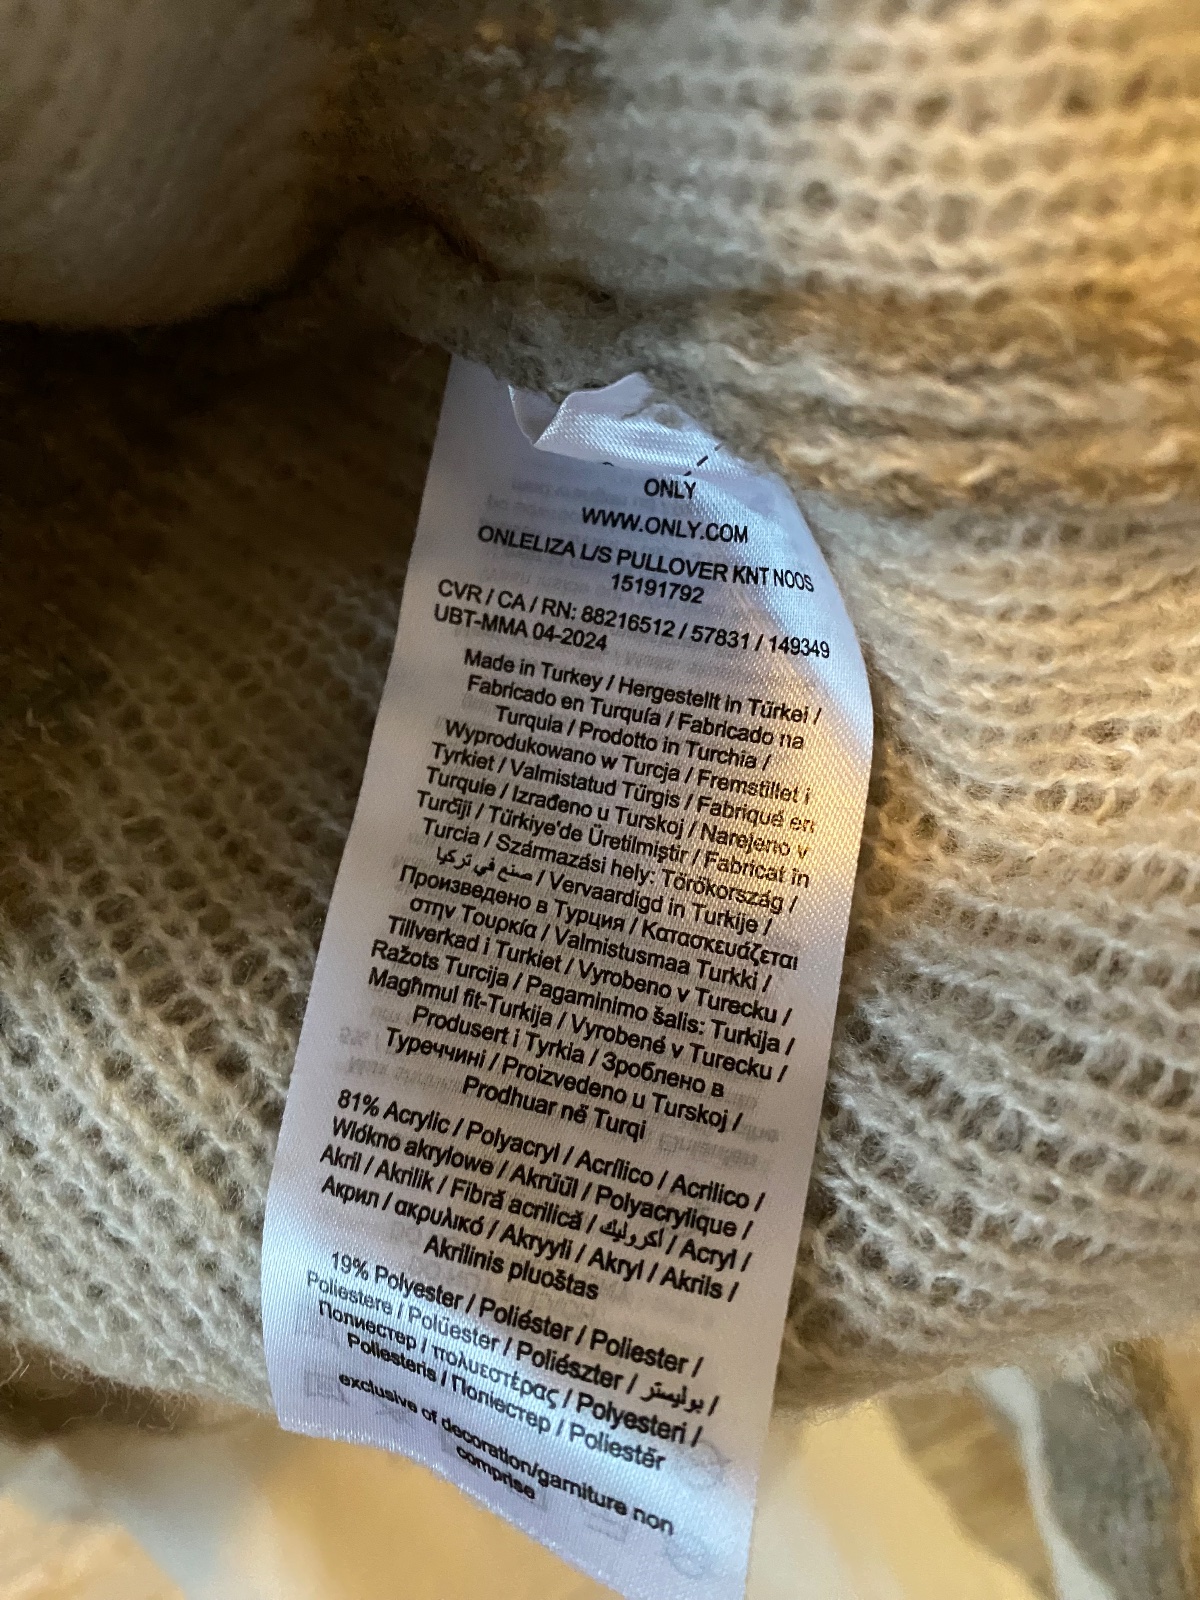 ONLY
WWW.ONLY.COM
ONLELIZA L/S PULLOVER KNT NOOS
15191792
CVR / CA / RN: 88216512 / 57831 / 149349
UBT-MMA 04-2024
Made in Turkey / Hergestellt in Türkei /
Fabricado en Turquía / Fabricado na
Turquia / Prodotto in Turchia /
Wyprodukowano w Turcja / Fremstillet i
Tyrkiet / Valmistatud Türgis / Fabriqué en
Turquie / Izrađeno u Turskoj / Narejeno v
Turčiji / Türkiye'de Üretilmiştir / Fabricat în
Turcia / Származási hely: Törökország /
صنع في تركيا / Vervaardigd in Turkije /
Произведено в Турция / Κατασκευάζεται
στην Τουρκία / Valmistusmaa Turkki /
Tillverkad i Turkiet / Vyrobeno v Turecku /
Ražots Turcija / Pagaminimo šalis: Turkija /
Magħmul fit-Turkija / Vyrobené v Turecku /
Produsert i Tyrkia / Зроблено в
Туреччині / Proizvedeno u Turskoj /
Prodhuar në Turqi
81% Acrylic / Polyacryl / Acrílico / Acrilico /
Włókno akrylowe / Akrüül / Polyacrylique /
Akril / Akrilik / Fibră acrilică / أكروليك / Acryl /
Акрил / ακρυλικό / Akryyli / Akryl / Akrils /
Akrilinis pluoštas
19% Polyester / Poliéster / Poliester /
Poliestere / Polüester / Poliészter / بوليستر /
Полиестер / πολυεστέρας / Polyesteri /
Poliesteris / Поліестер / Poliestër
exclusive of decoration/garniture non
comprise